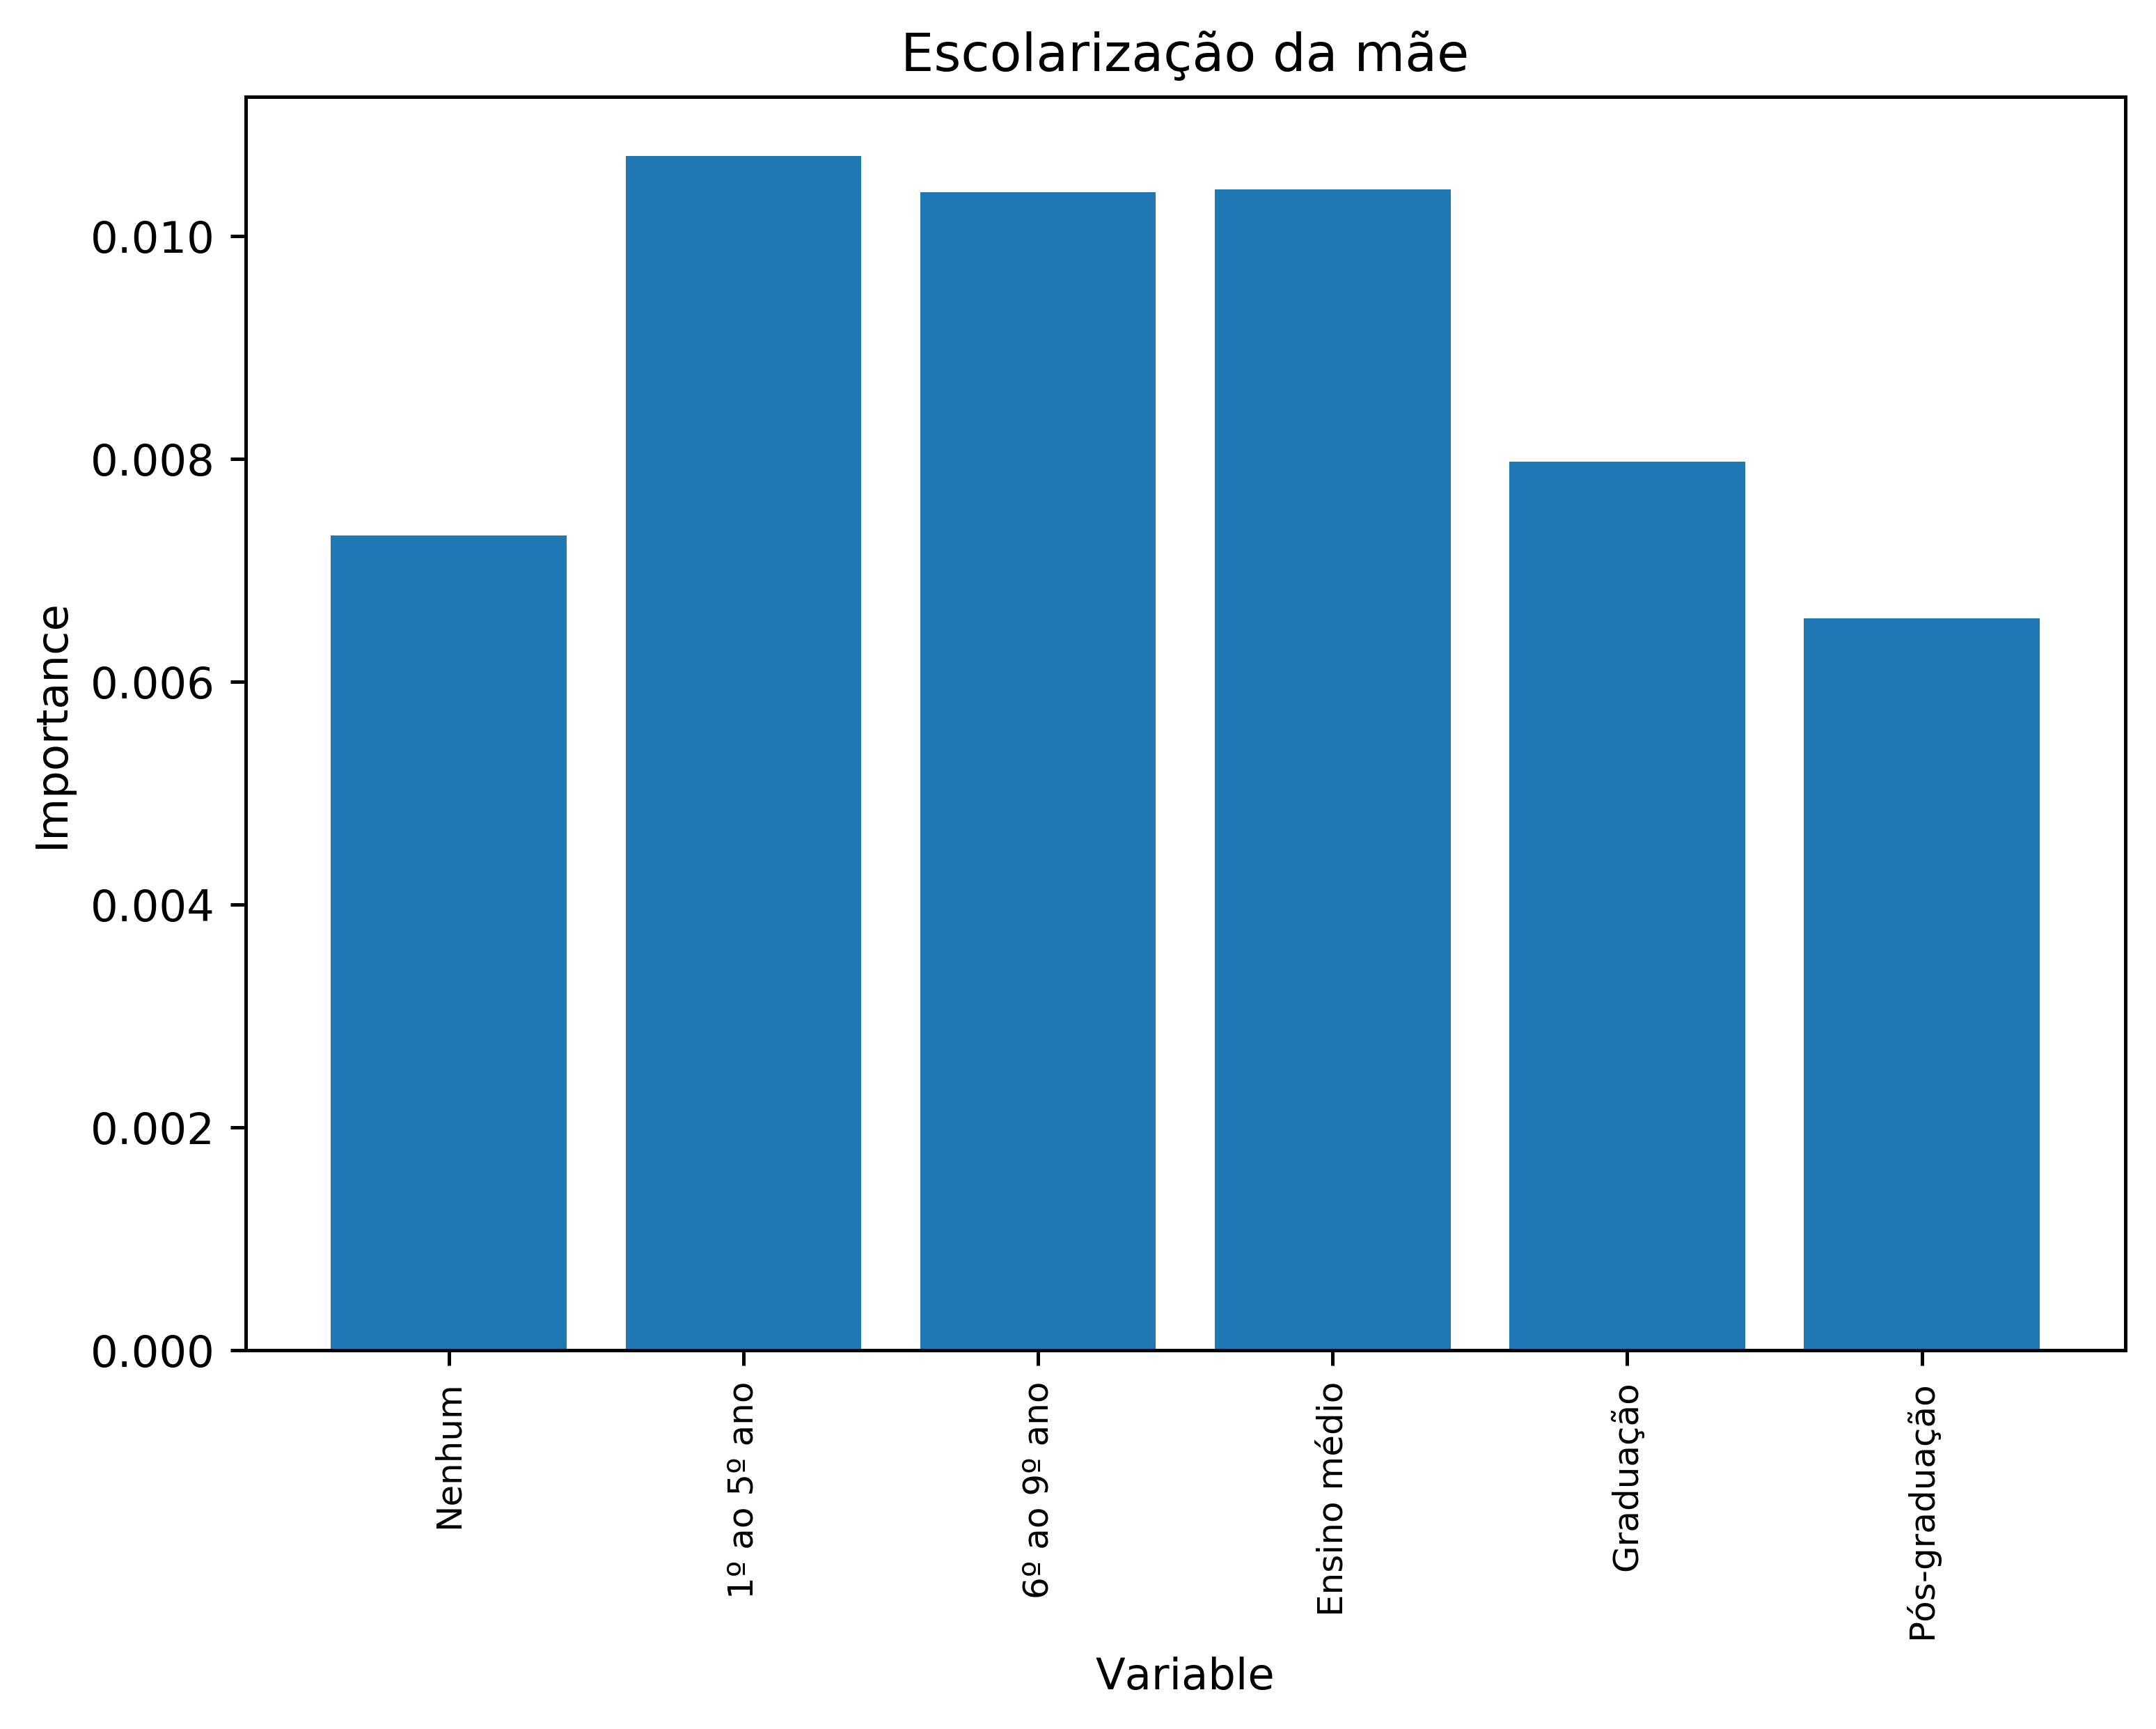 Escolarização da mãe
Importance
0.010
0.008
0.006
0.004
0.002
0.000
Nenhum
1º ao 5º ano
6º ao 9º ano
Ensino médio
Graduação
Pós-graduação
Variable